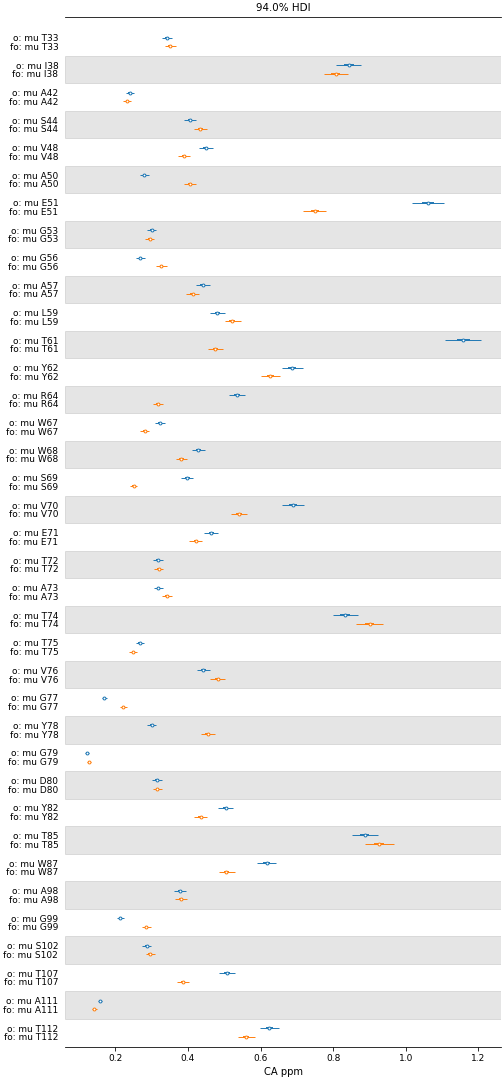 94.0% HDI
o: mu T33
fo: mu T33
o: mu I38
fo: mu I38
o: mu A42
fo: mu A42
o: mu S44
fo: mu S44
o: mu V48
fo: mu V48
o: mu A50
fo: mu A50
o: mu E51
fo: mu E51
o: mu G53
fo: mu G53
o: mu G56
fo: mu G56
o: mu A57
fo: mu A57
o: mu L59
fo: mu L59
o: mu T61
fo: mu T61
o: mu Y62
fo: mu Y62
o: mu R64
fo: mu R64
o: mu W67
fo: mu W67
o: mu W68
fo: mu W68
o: mu S69
fo: mu S69
o: mu V70
fo: mu V70
o: mu E71
fo: mu E71
o: mu T72
fo: mu T72
o: mu A73
fo: mu A73
o: mu T74
fo: mu T74
o: mu T75
fo: mu T75
o: mu V76
fo: mu V76
o: mu G77
fo: mu G77
o: mu Y78
fo: mu Y78
o: mu G79
fo: mu G79
o: mu D80
fo: mu D80
o: mu Y82
fo: mu Y82
o: mu T85
fo: mu T85
o: mu W87
fo: mu W87
o: mu A98
fo: mu A98
o: mu G99
fo: mu G99
o: mu S102
fo: mu S102
o: mu T107
fo: mu T107
o: mu A111
fo: mu A111
o: mu T112
fo: mu T112
0.2 0.4 0.6 0.8 1.0 1.2
CA ppm